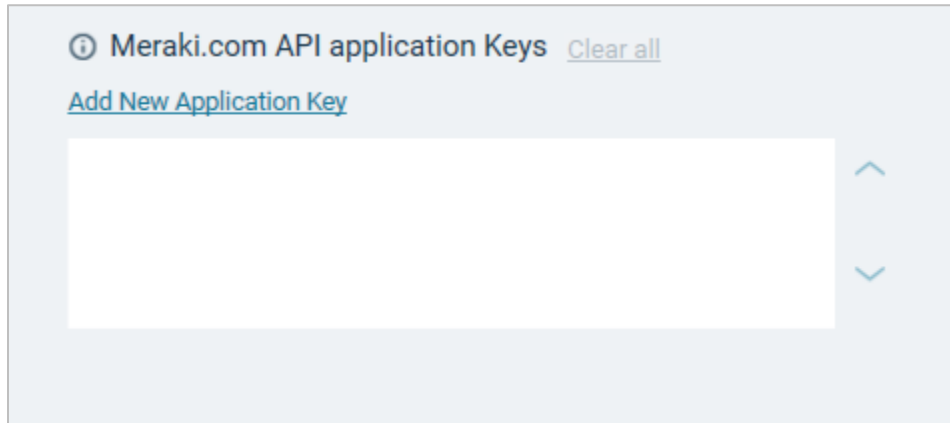 Meraki.com API application Keys Clear all
Add New Application Key